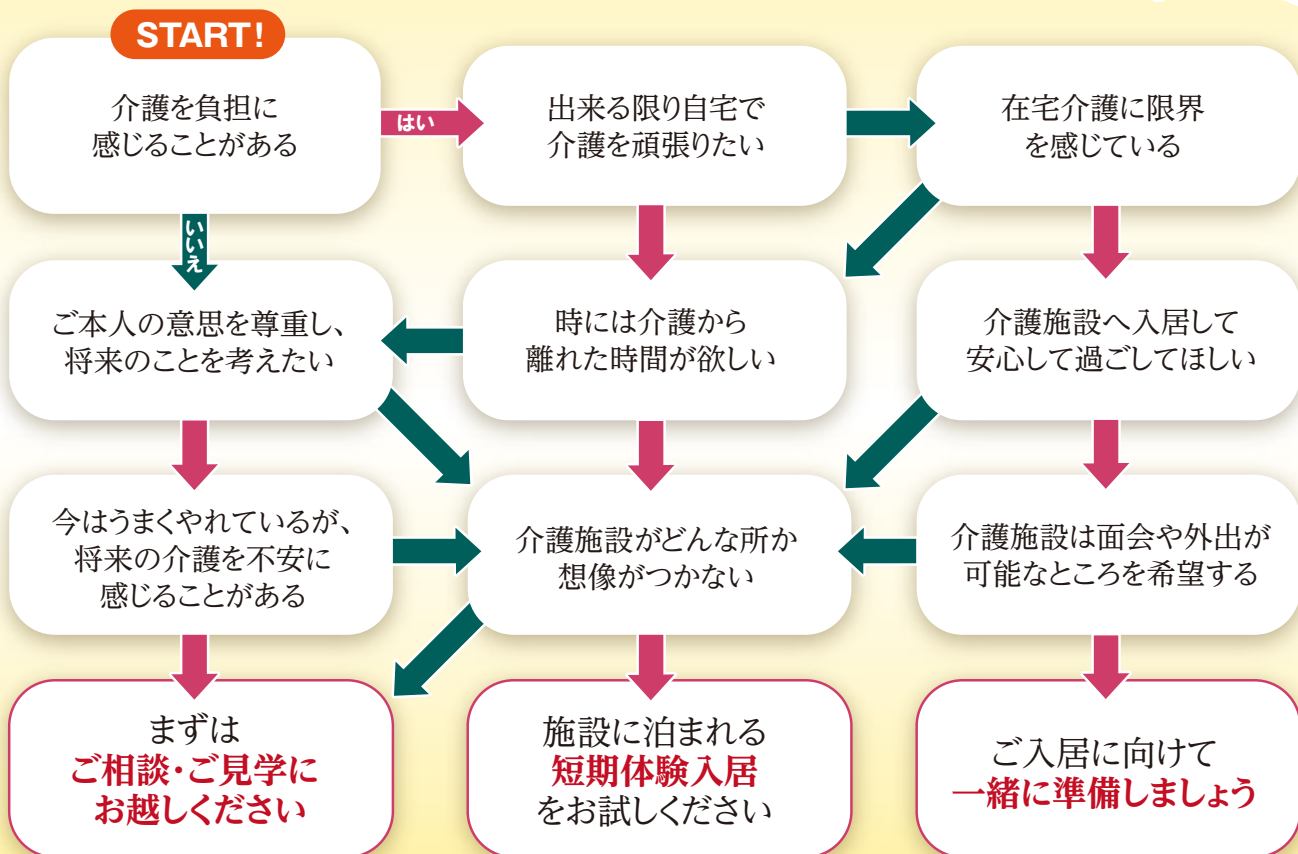 START!
介護を負担に
感じることがある
はい
出来る限り自宅で
介護を頑張りたい
在宅介護に限界
を感じている
いいえ
ご本人の意思を尊重し、
将来のことを考えたい
時には介護から
離れた時間が欲しい
介護施設へ入居して
安心して過ごしてほしい
今はうまくやれているが、
将来の介護を不安に
感じることがある
介護施設がどんな所か
想像がつかない
介護施設は面会や外出が
可能なところを希望する
まずは
ご相談・ご見学に
お越しください
施設に泊まれる
短期体験入居
をお試しください
ご入居に向けて
一緒に準備しましょう